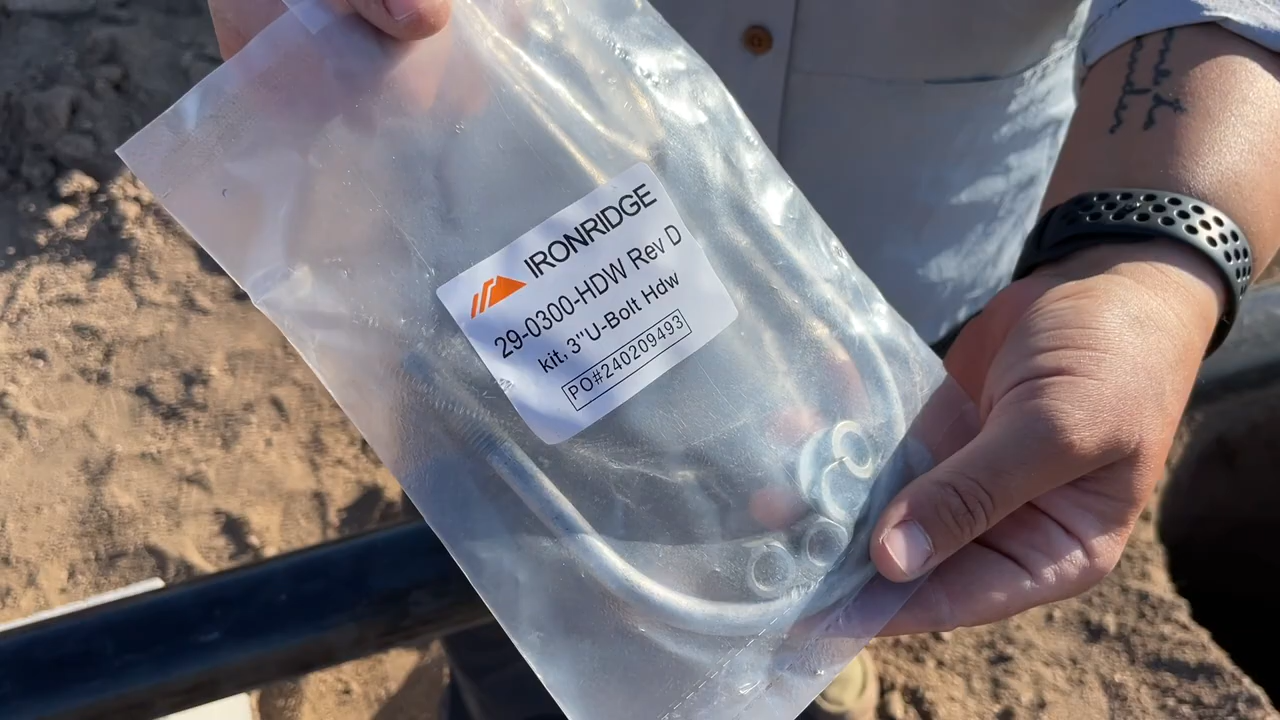 IRONRIDGE
29-0300-HDW Rev D
kit, 3"U-Bolt Hdw
PO#240209493